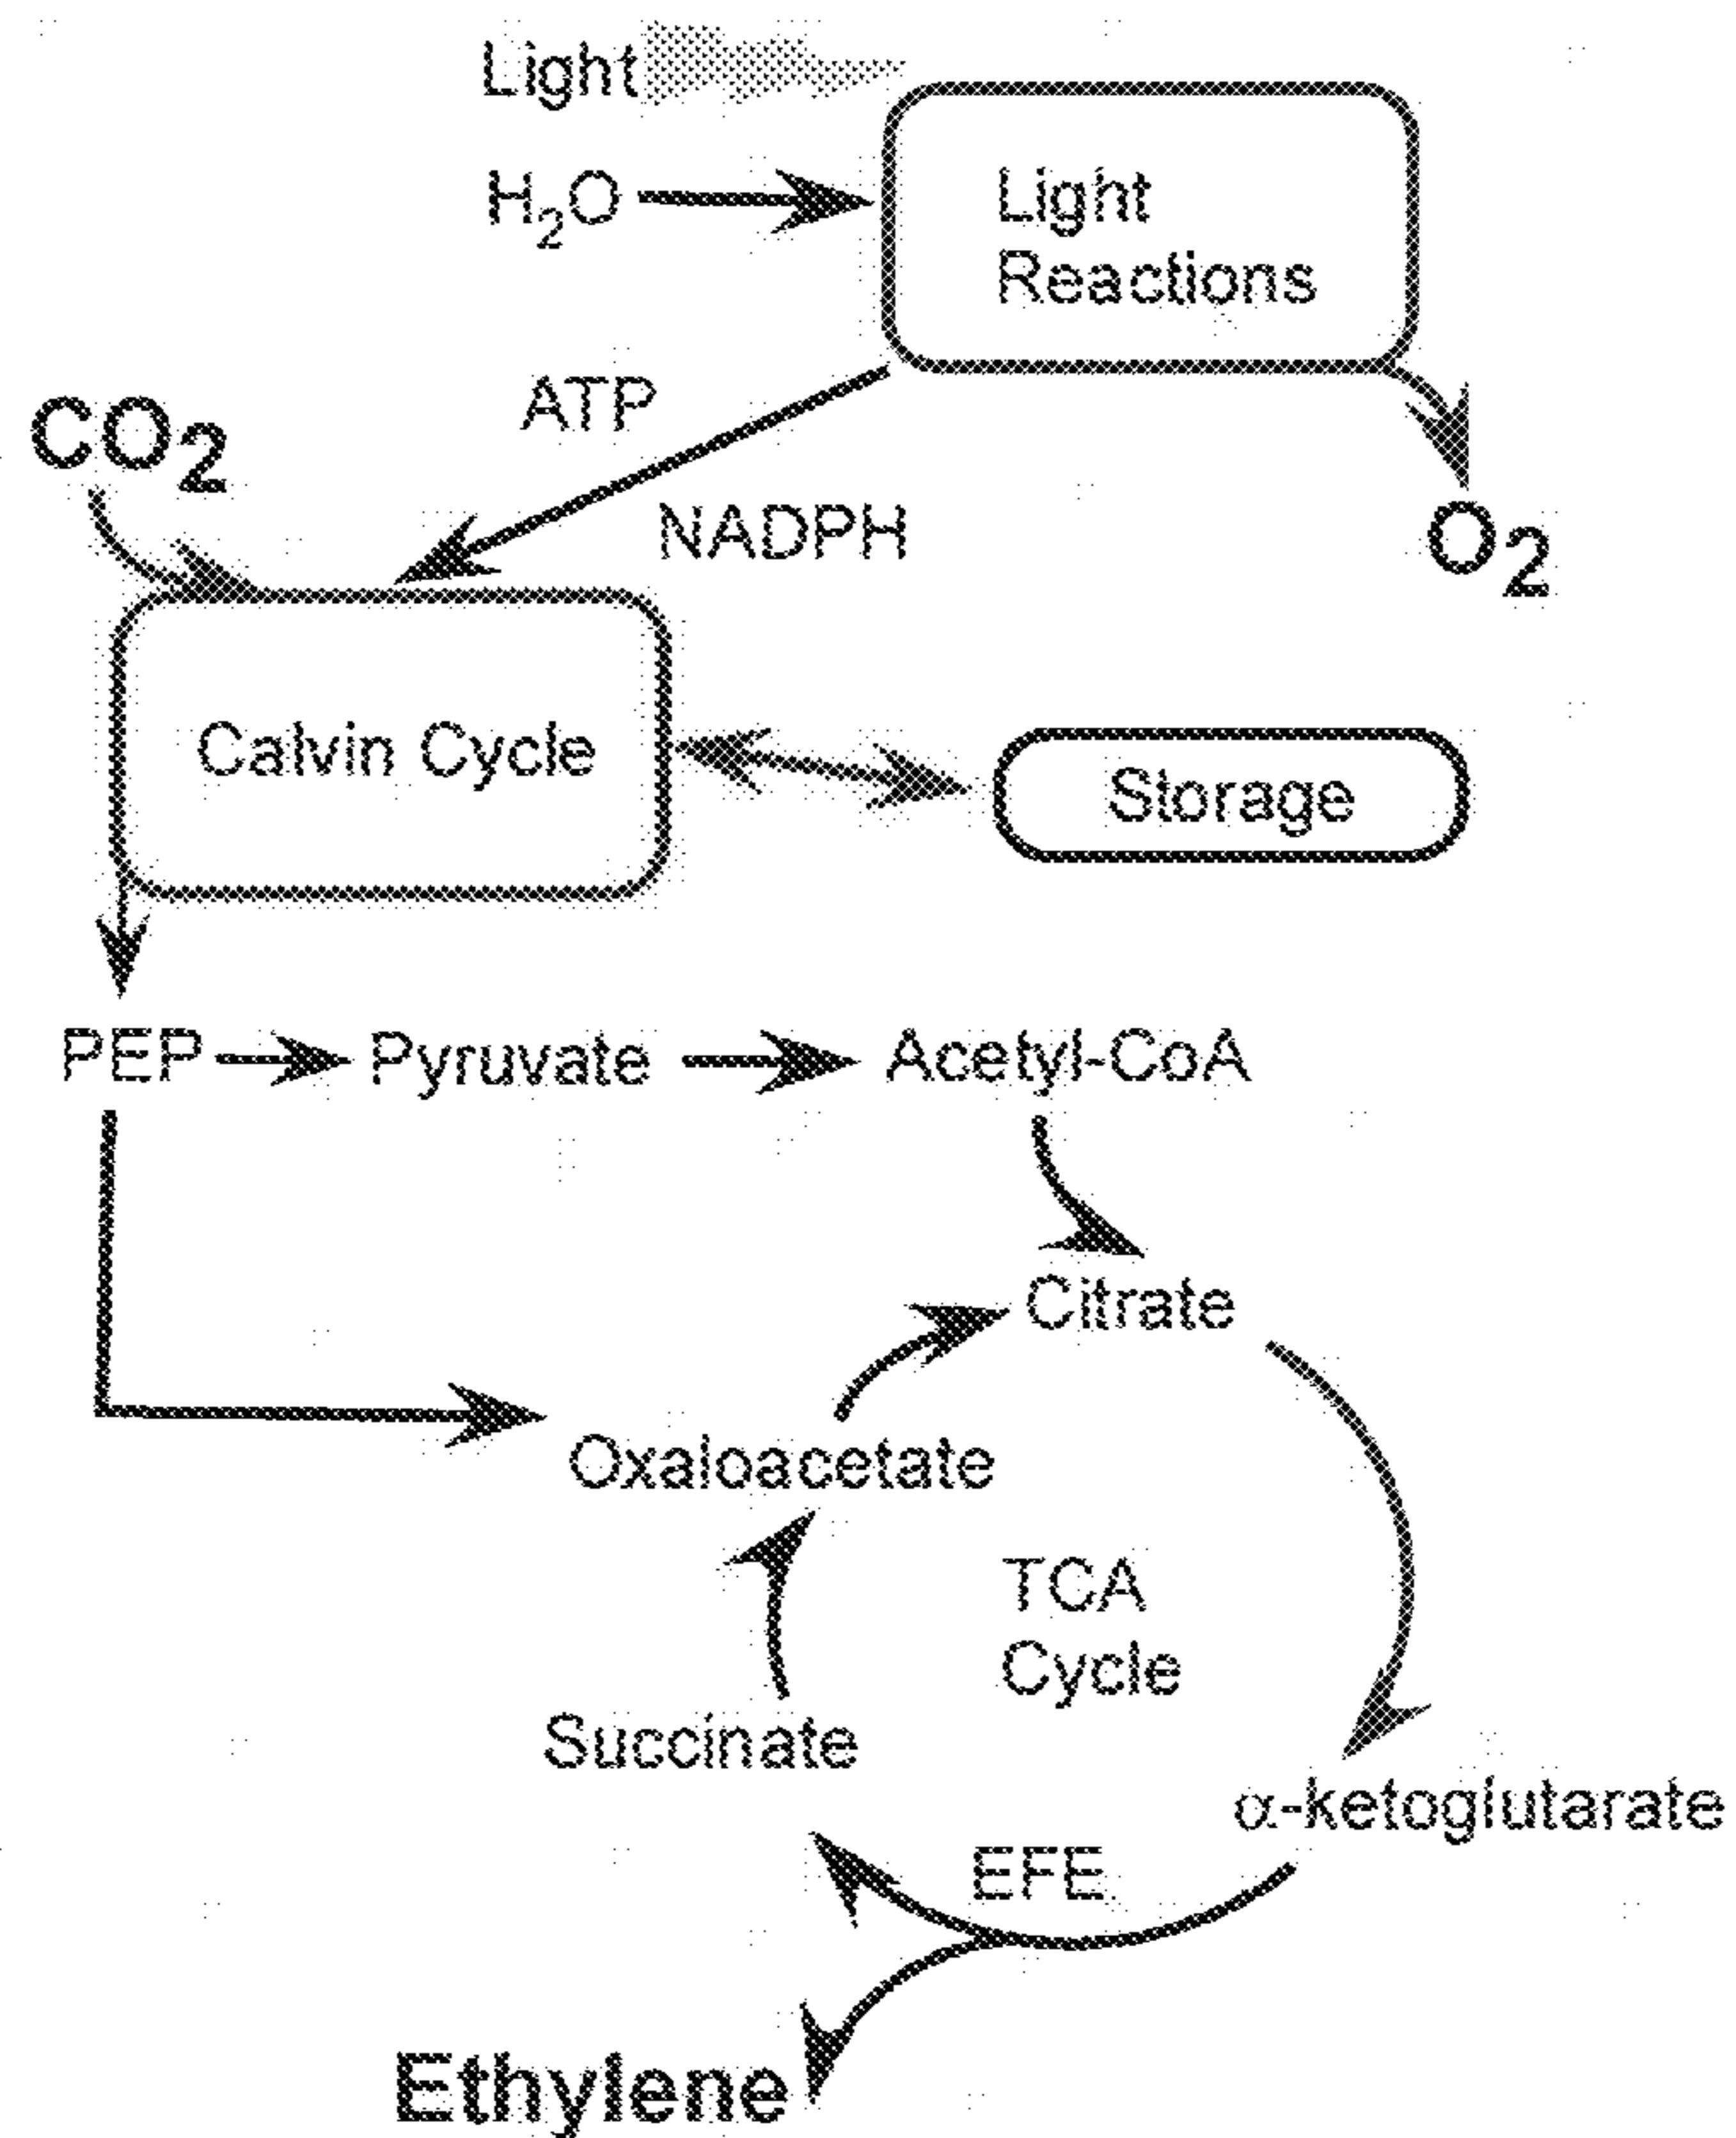 Light
H₂O
Light
Reactions
ATP
CO₂
NADPH
O₂
Calvin Cycle
Storage
PEP
Pyruvate
Acetyl-CoA
Citrate
Oxaloacetate
TCA
Cycle
Succinate
α-ketoglutarate
EFE
Ethylene